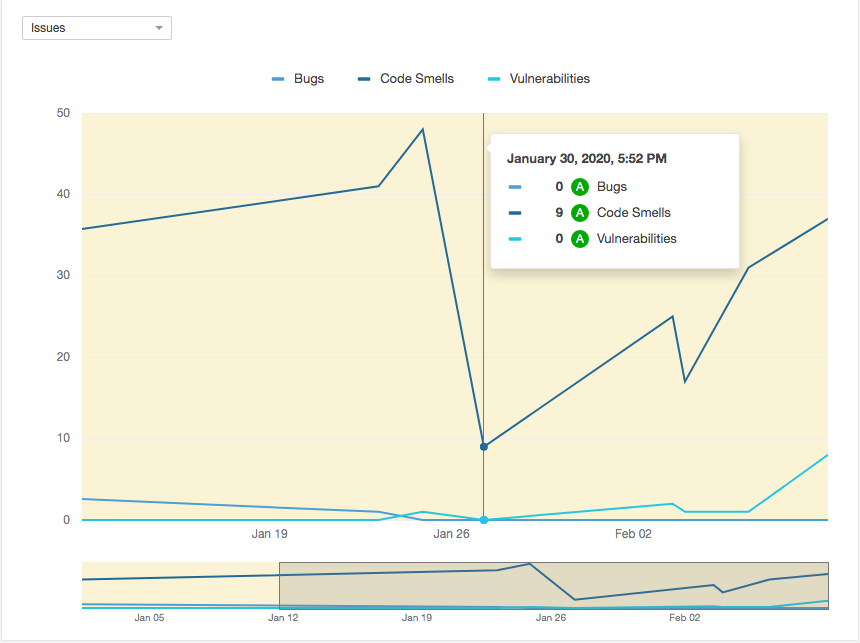 Issues
Bugs Code Smells Vulnerabilities
50
January 30, 2020, 5:52 PM
0 A Bugs
40
9 A Code Smells
0 A Vulnerabilities
30
20
10
0
Jan 19 Jan 26 Feb 02
Jan 05 Jan 12 Jan 19 Jan 26 Feb 02